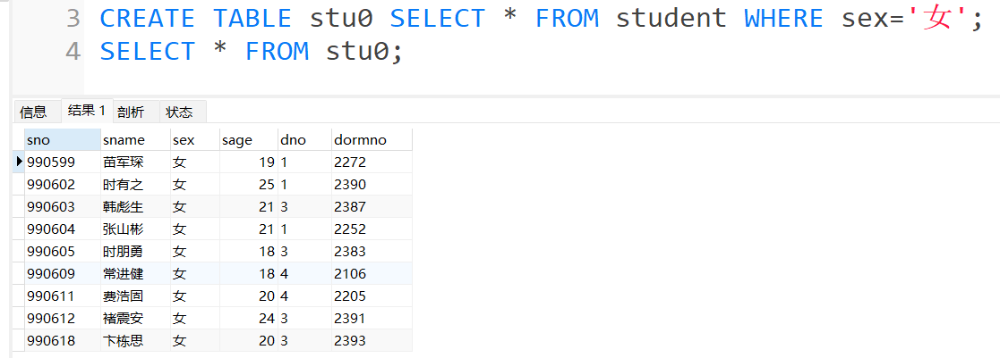 3 CREATE TABLE stu0 SELECT * FROM student WHERE sex='女';
4 SELECT * FROM stu0;
信息 结果 1 剖析 状态
sno sname sex sage dno dormno
990599 苗军琛 女 19 1 2272
990602 时有之 女 25 1 2390
990603 韩彪生 女 21 3 2387
990604 张山彬 女 21 1 2252
990605 时朋勇 女 18 3 2383
990609 常进健 女 18 4 2106
990611 费浩固 女 20 4 2205
990612 褚震安 女 24 3 2391
990618 卞栋思 女 20 3 2393